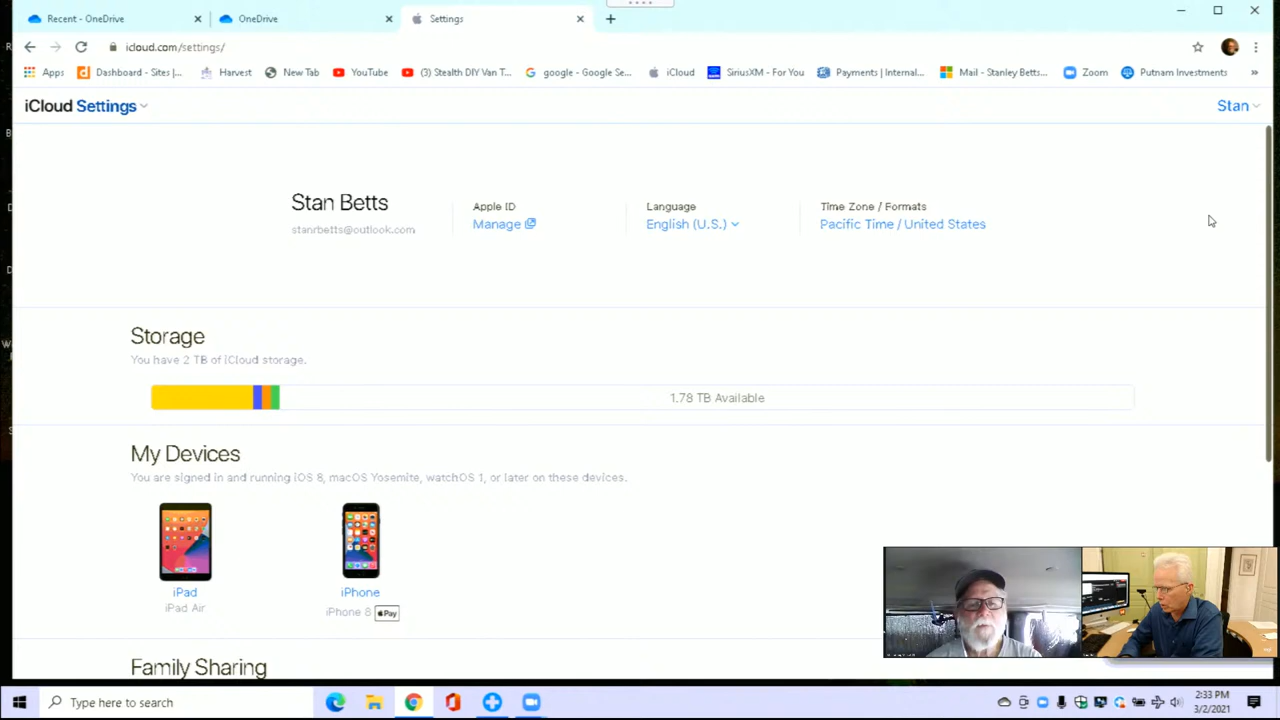 Recent - OneDrive
OneDrive
Settings
icloud.com/settings/
Apps
Dashboard - Sites |...
Harvest
New Tab
YouTube
(3) Stealth DIY Van T...
google - Google Se...
iCloud
SiriusXM - For You
Payments | Internal...
Mail - Stanley Betts...
Zoom
Putnam Investments
»
iCloud Settings
Stan
Stan Betts
stanrbetts@outlook.com
Apple ID
Manage
Language
English (U.S.)
Time Zone / Formats
Pacific Time / United States
Storage
You have 2 TB of iCloud storage.
1.78 TB Available
My Devices
You are signed in and running iOS 8, macOS Yosemite, watchOS 1, or later on these devices.
iPad
iPad Air
iPhone
iPhone 8 Pay
Family Sharing
Type here to search
2:33 PM
3/2/2021